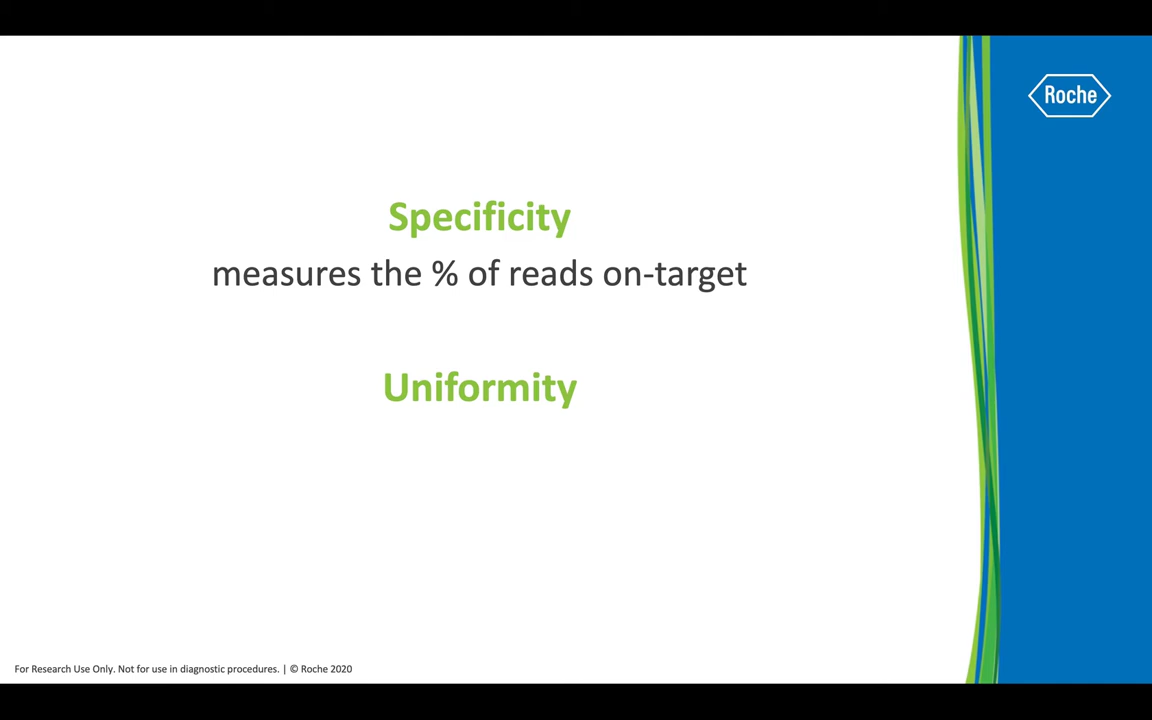 Roche
Specificity
measures the % of reads on-target
Uniformity
For Research Use Only. Not for use in diagnostic procedures. | © Roche 2020